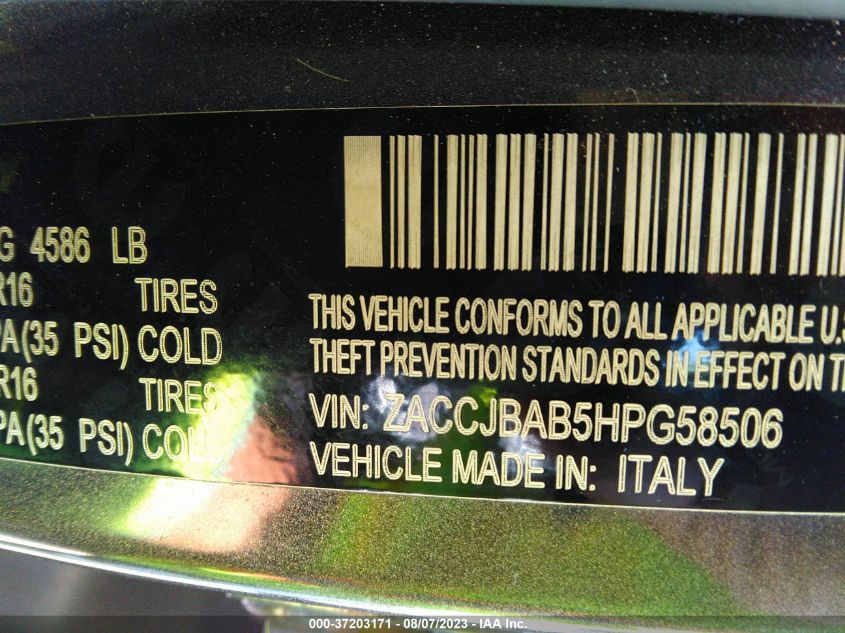 G 4586 LB
R16 TIRES
PA(35 PSI) COLD
R16 TIRES
PA(35 PSI) COLD
THIS VEHICLE CONFORMS TO ALL APPLICABLE U.S
THEFT PREVENTION STANDARDS IN EFFECT ON T
VIN: ZACCJBAB5HPG58506
VEHICLE MADE IN: ITALY
000-37203171 - 08/07/2023 - IAA Inc.